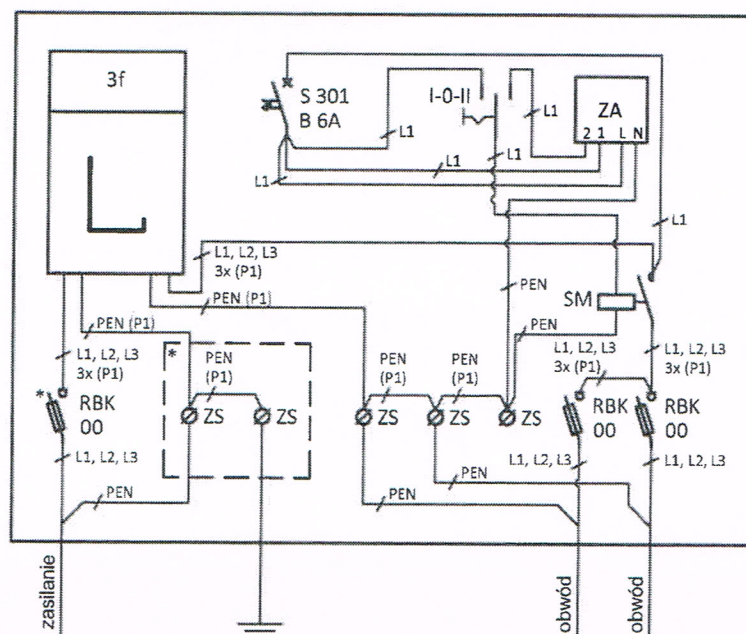 3f
S 301
B 6A
I-0-II
ZA
2 1 L N
L1
L1
L1
L1
L1
L1
L1, L2, L3
3x (P1)
PEN (P1)
PEN (P1)
PEN
SM
PEN
L1, L2, L3
3x (P1)
*
PEN
(P1)
PEN
(P1)
PEN
(P1)
L1, L2, L3
3x (P1)
L1, L2, L3
3x (P1)
*
RBK
00
ZS
ZS
ZS
ZS
ZS
RBK
00
RBK
00
L1, L2, L3
L1, L2, L3
L1, L2, L3
PEN
PEN
PEN
zasilanie
obwód
obwód